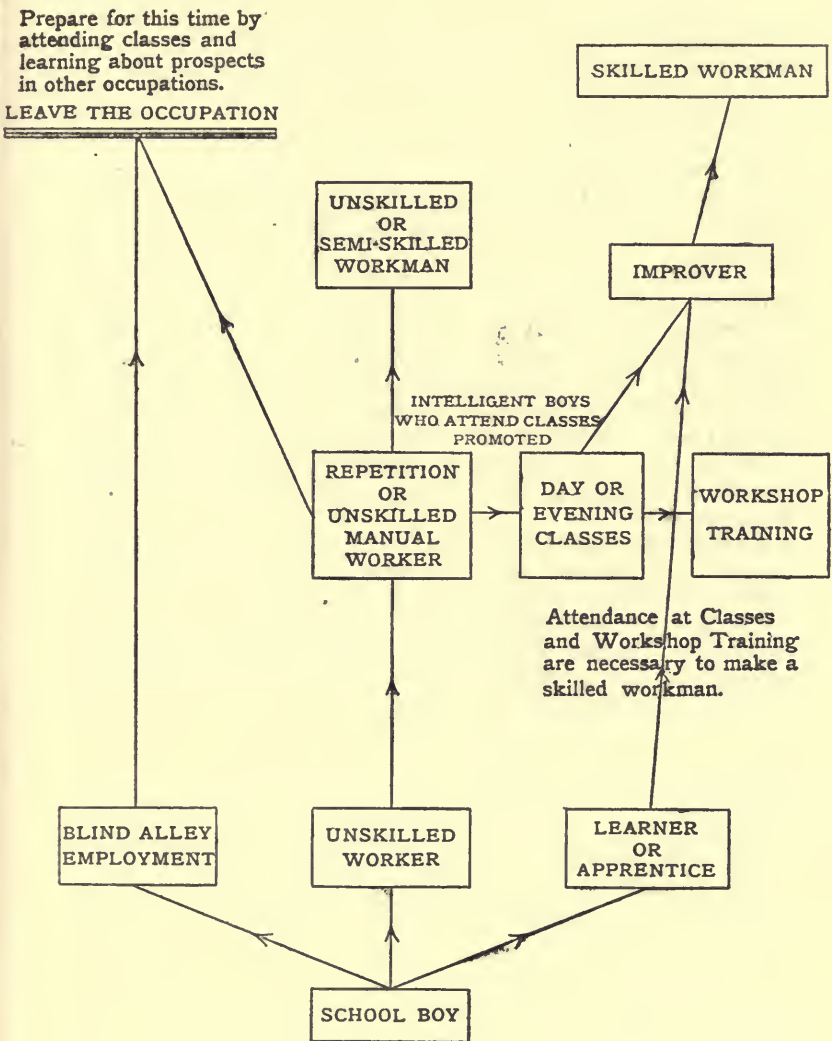 Prepare for this time by
attending classes and
learning about prospects
in other occupations.
LEAVE THE OCCUPATION
SKILLED WORKMAN
UNSKILLED
OR
SEMI-SKILLED
WORKMAN
IMPROVER
INTELLIGENT BOYS
WHO ATTEND CLASSES
PROMOTED
REPETITION
OR
UNSKILLED
MANUAL
WORKER
DAY OR
EVENING
CLASSES
WORKSHOP
TRAINING
Attendance at Classes
and Workshop Training
are necessary to make a
skilled workman.
BLIND ALLEY
EMPLOYMENT
UNSKILLED
WORKER
LEARNER
OR
APPRENTICE
SCHOOL BOY